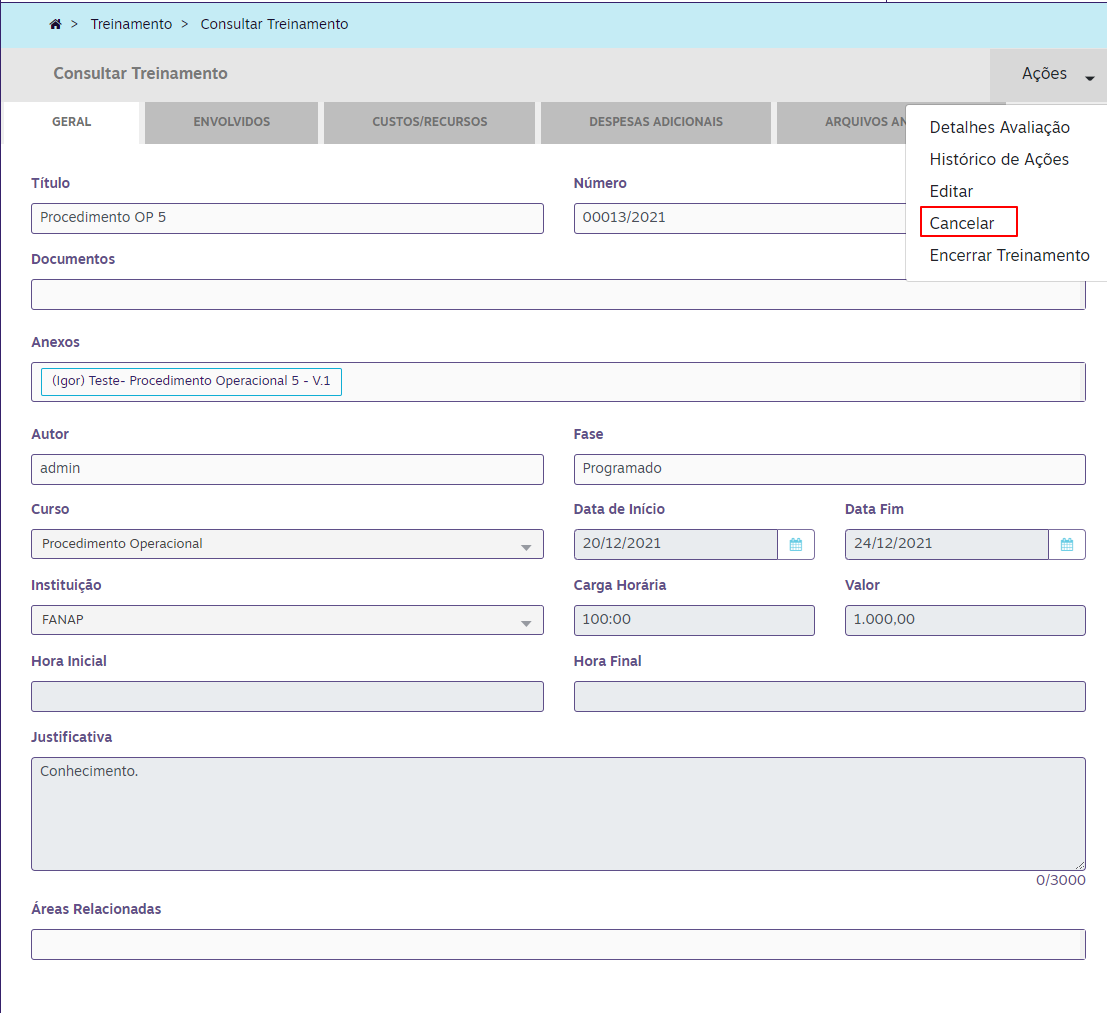 > Treinamento > Consultar Treinamento
Consultar Treinamento
Ações
GERAL
ENVOLVIDOS
CUSTOS/RECURSOS
DESPESAS ADICIONAIS
ARQUIVOS
Detalhes Avaliação
Histórico de Ações
Editar
Cancelar
Encerrar Treinamento
Título
Número
Procedimento OP 5
00013/2021
Documentos
Anexos
(Igor) Teste- Procedimento Operacional 5 - V.1
Autor
Fase
admin
Programado
Curso
Data de Início
Data Fim
Procedimento Operacional
20/12/2021
24/12/2021
Instituição
Carga Horária
Valor
FANAP
100:00
1.000,00
Hora Inicial
Hora Final
Justificativa
Conhecimento.
0/3000
Áreas Relacionadas